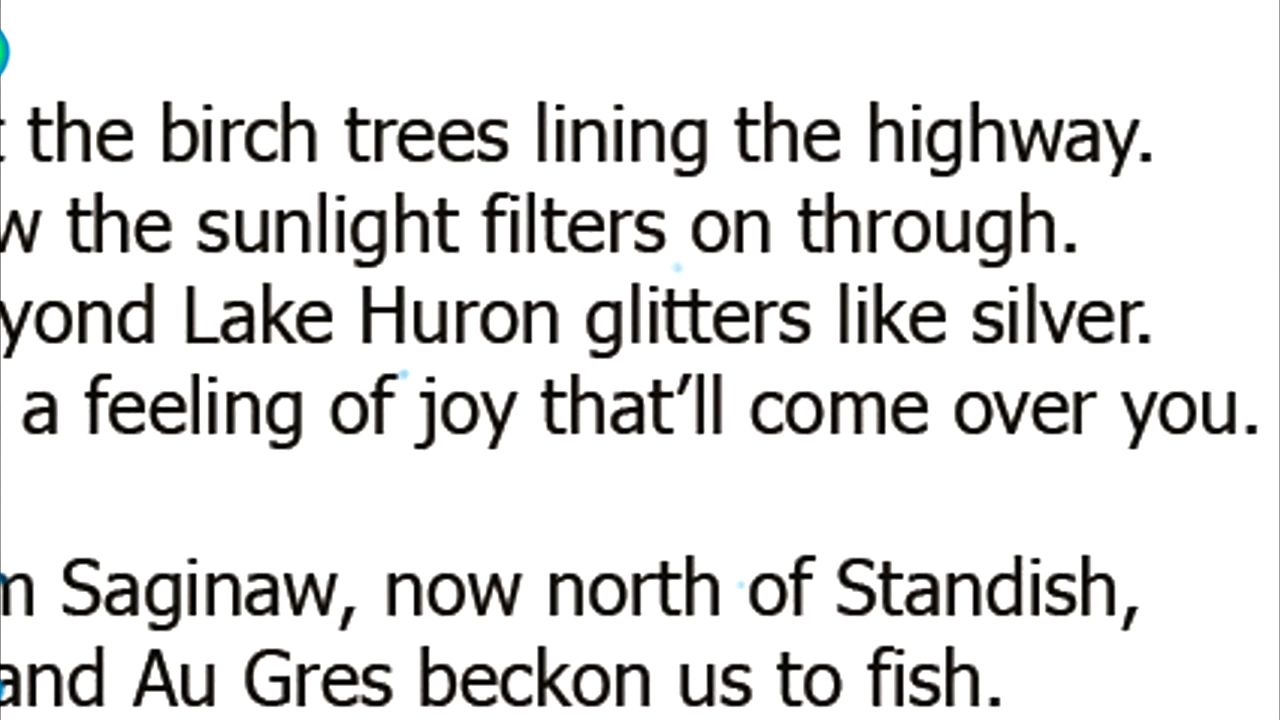 the birch trees lining the highway.
the sunlight filters on through.
yond Lake Huron glitters like silver.
a feeling of joy that’ll come over you.
Saginaw, now north of Standish,
and Au Gres beckon us to fish.